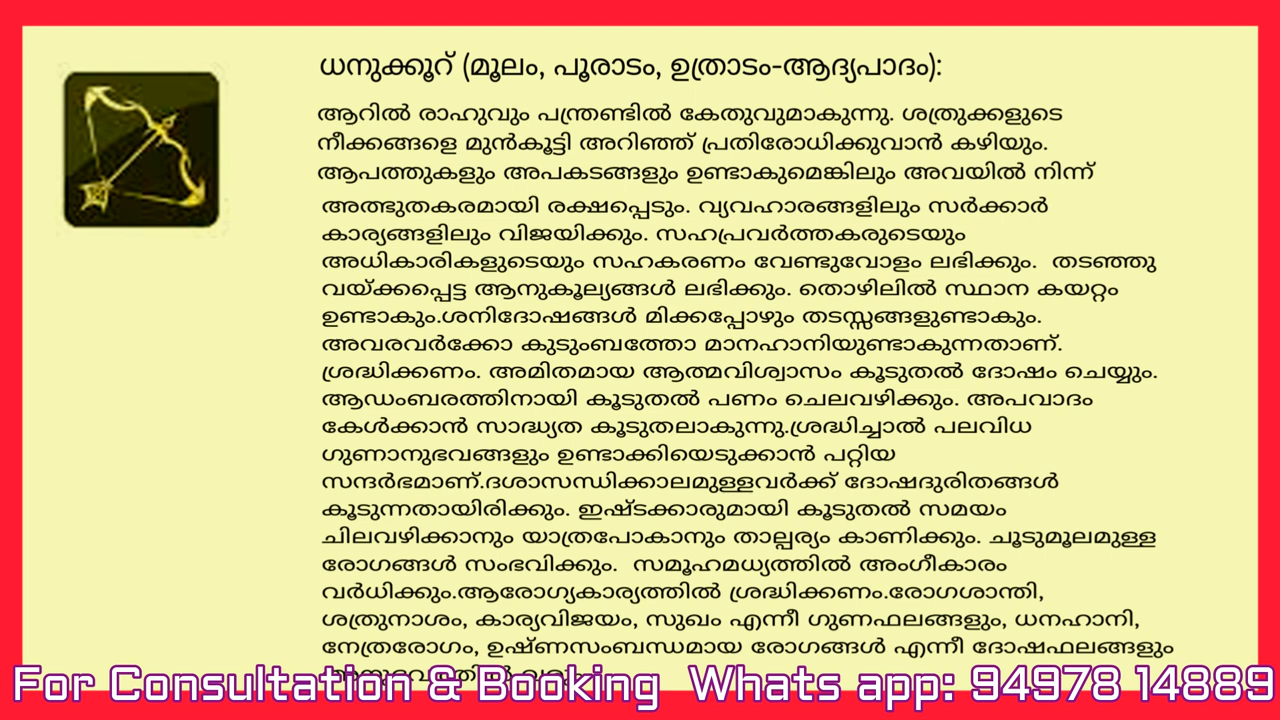 ധനുക്കൂറ് (മൂലം, പൂരാടം, ഉത്രാടം-ആദ്യപാദം):
ആറിൽ രാഹുവും പന്ത്രണ്ടിൽ കേതുവുമാകുന്നു. ശത്രുക്കളുടെ
നീക്കങ്ങളെ മുൻകൂട്ടി അറിഞ്ഞ് പ്രതിരോധിക്കുവാൻ കഴിയും.
ആപത്തുകളും അപകടങ്ങളും ഉണ്ടാകുമെങ്കിലും അവയിൽ നിന്ന്
അത്ഭുതകരമായി രക്ഷപ്പെടും. വ്യവഹാരങ്ങളിലും സർക്കാർ
കാര്യങ്ങളിലും വിജയിക്കും. സഹപ്രവർത്തകരുടെയും
അധികാരികളുടെയും സഹകരണം വേണ്ടുവോളം ലഭിക്കും. തടഞ്ഞു
വയ്ക്കപ്പെട്ട ആനുകൂല്യങ്ങൾ ലഭിക്കും. തൊഴിലിൽ സ്ഥാന കയറ്റം
ഉണ്ടാകും.ശനിദോഷങ്ങൾ മിക്കപ്പോഴും തടസ്സങ്ങളുണ്ടാകും.
അവരവർക്കോ കുടുംബത്തോ മാനഹാനിയുണ്ടാകുന്നതാണ്.
ശ്രദ്ധിക്കണം. അമിതമായ ആത്മവിശ്വാസം കൂടുതൽ ദോഷം ചെയ്യും.
ആഡംബരത്തിനായി കൂടുതൽ പണം ചെലവഴിക്കും. അപവാദം
കേൾക്കാൻ സാദ്ധ്യത കൂടുതലാകുന്നു.ശ്രദ്ധിച്ചാൽ പലവിധ
ഗുണാനുഭവങ്ങളും ഉണ്ടാക്കിയെടുക്കാൻ പറ്റിയ
സന്ദർഭമാണ്.ദശാസന്ധിക്കാലമുള്ളവർക്ക് ദോഷദുരിതങ്ങൾ
കൂടുന്നതായിരിക്കും. ഇഷ്ടക്കാരുമായി കൂടുതൽ സമയം
ചിലവഴിക്കാനും യാത്രപോകാനും താല്പര്യം കാണിക്കും. ചൂടുമൂലമുള്ള
രോഗങ്ങൾ സംഭവിക്കും. സമൂഹമധ്യത്തിൽ അംഗീകാരം
വർധിക്കും.ആരോഗ്യകാര്യത്തിൽ ശ്രദ്ധിക്കണം.രോഗശാന്തി,
ശത്രുനാശം, കാര്യവിജയം, സുഖം എന്നീ ഗുണഫലങ്ങളും, ധനഹാനി,
നേത്രരോഗം, ഉഷ്ണസംബന്ധമായ രോഗങ്ങൾ എന്നീ ദോഷഫലങ്ങളും
For Consultation & Booking Whats app: 94978 14889